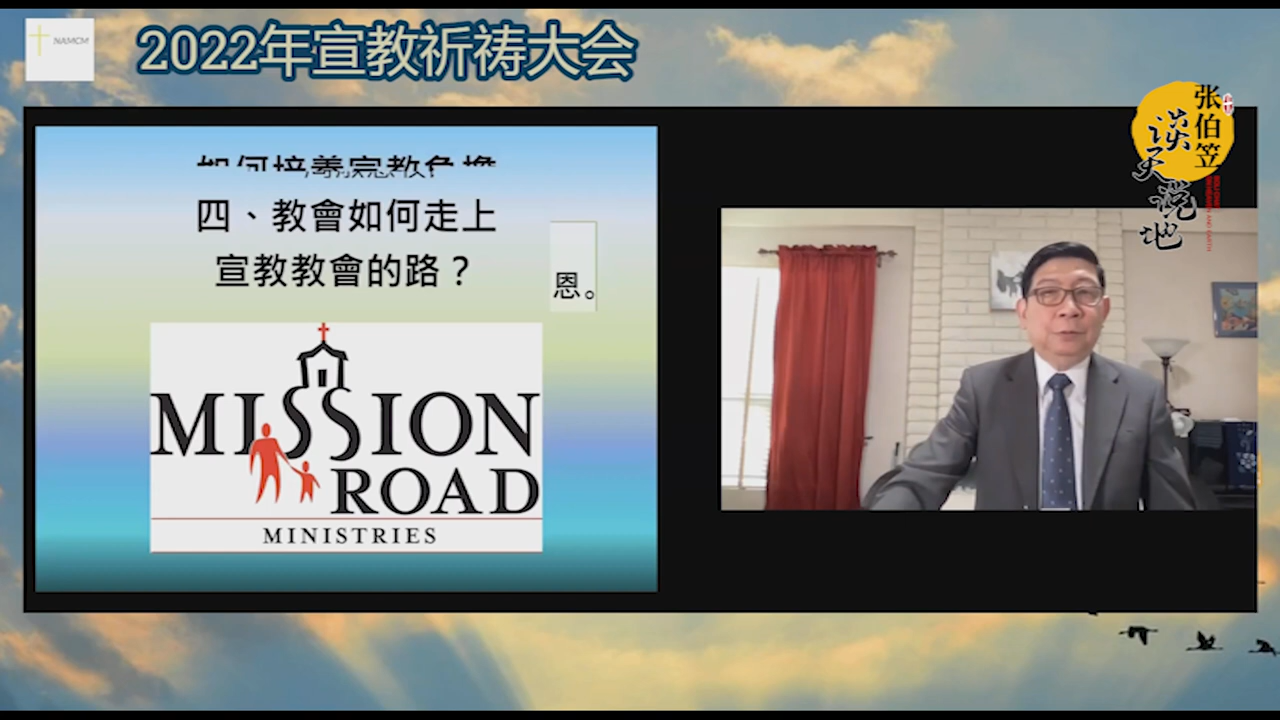 NAMCM
2022年宣教祈祷大会
张伯笠
谈天说地
四、教會如何走上
宣教教會的路？
恩。
MISSION
ROAD
MINISTRIES